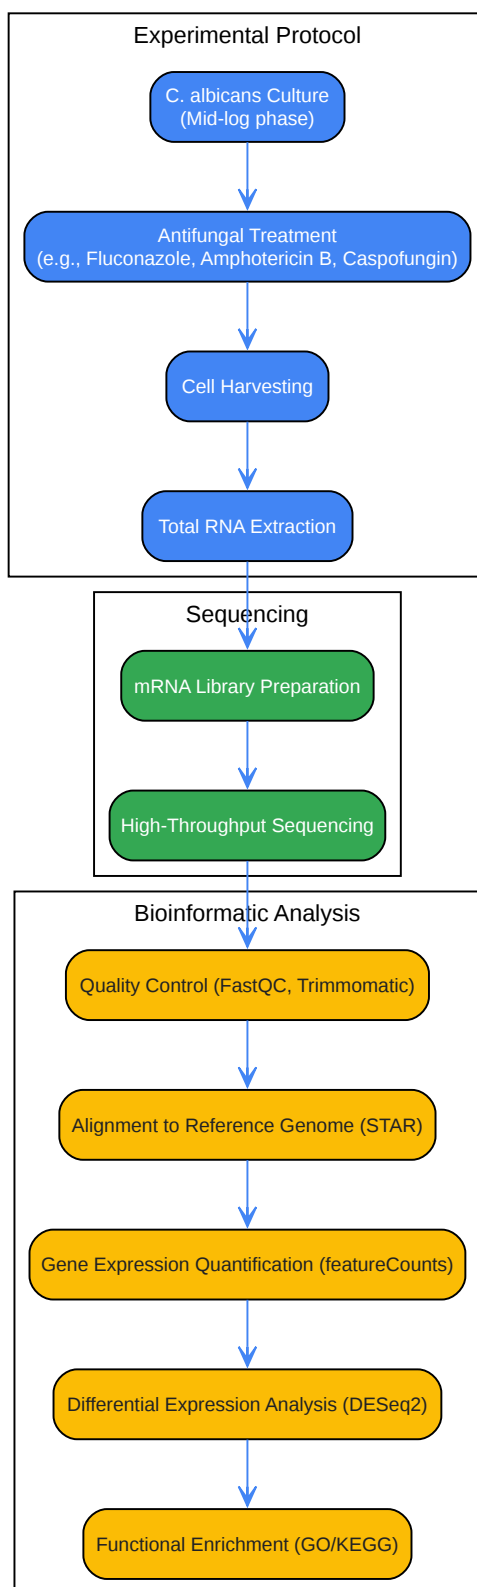 Experimental Protocol
C. albicans Culture
(Mid-log phase)
Antifungal Treatment
(e.g., Fluconazole, Amphotericin B, Caspofungin)
Cell Harvesting
Total RNA Extraction
Sequencing
mRNA Library Preparation
High-Throughput Sequencing
Bioinformatic Analysis
Quality Control (FastQC, Trimmomatic)
Alignment to Reference Genome (STAR)
Gene Expression Quantification (featureCounts)
Differential Expression Analysis (DESeq2)
Functional Enrichment (GO/KEGG)